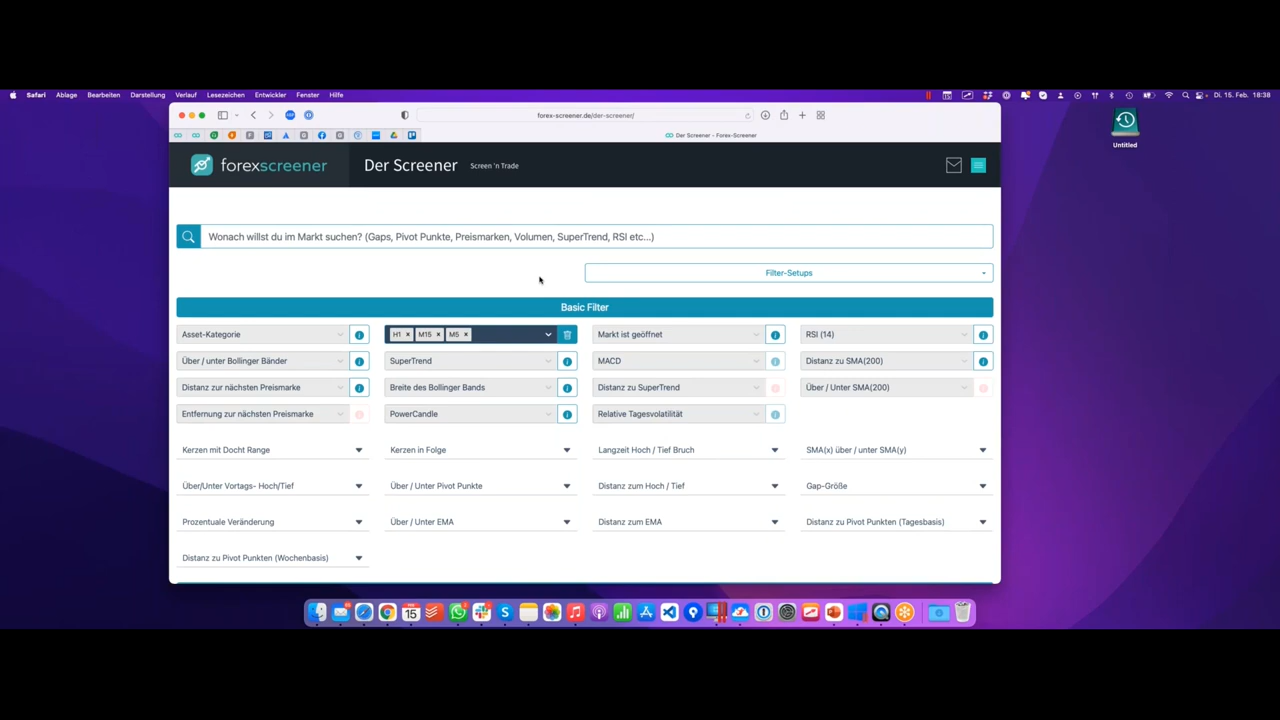 Safari Ablage Bearbeiten Darstellung Verlauf Lesezeichen Entwickler Fenster Hilfe Di. 15. Feb. 18:38
forex-screener.de/der-screener/
Der Screener - Forex-Screener
Untitled
forexscreener Der Screener Screen 'n Trade
Wonach willst du im Markt suchen? (Gaps, Pivot Punkte, Preismarken, Volumen, SuperTrend, RSI etc...)
Filter-Setups
Basic Filter
Asset-Kategorie H1 × M15 × M5 × Markt ist geöffnet RSI (14)
Über / unter Bollinger Bänder SuperTrend MACD Distanz zu SMA(200)
Distanz zur nächsten Preismarke Breite des Bollinger Bands Distanz zu SuperTrend Über / Unter SMA(200)
Entfernung zur nächsten Preismarke PowerCandle Relative Tagesvolatilität
Kerzen mit Docht Range Kerzen in Folge Langzeit Hoch / Tief Bruch SMA(x) über / unter SMA(y)
Über/Unter Vortags- Hoch/Tief Über / Unter Pivot Punkte Distanz zum Hoch / Tief Gap-Größe
Prozentuale Veränderung Über / Unter EMA Distanz zum EMA Distanz zu Pivot Punkten (Tagesbasis)
Distanz zu Pivot Punkten (Wochenbasis)
15